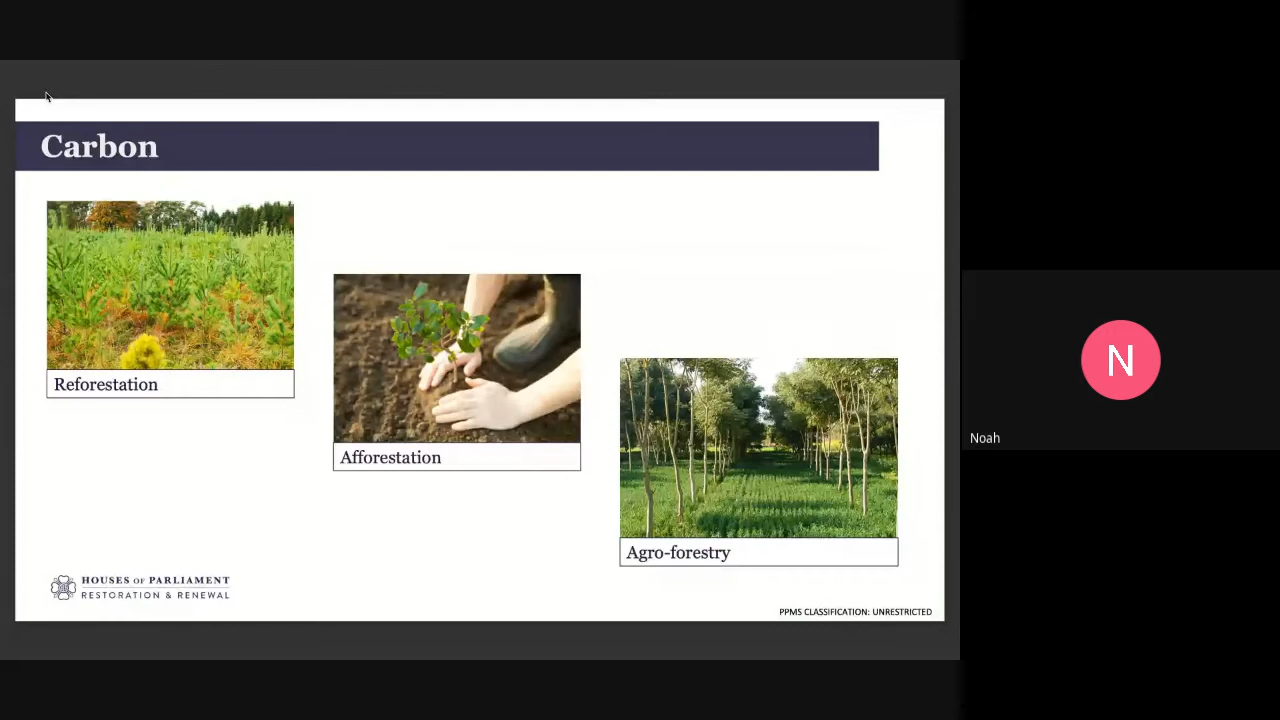 Carbon
Reforestation
Afforestation
Agro-forestry
HOUSES OF PARLIAMENT
RESTORATION & RENEWAL
PPMS CLASSIFICATION: UNRESTRICTED
N
Noah